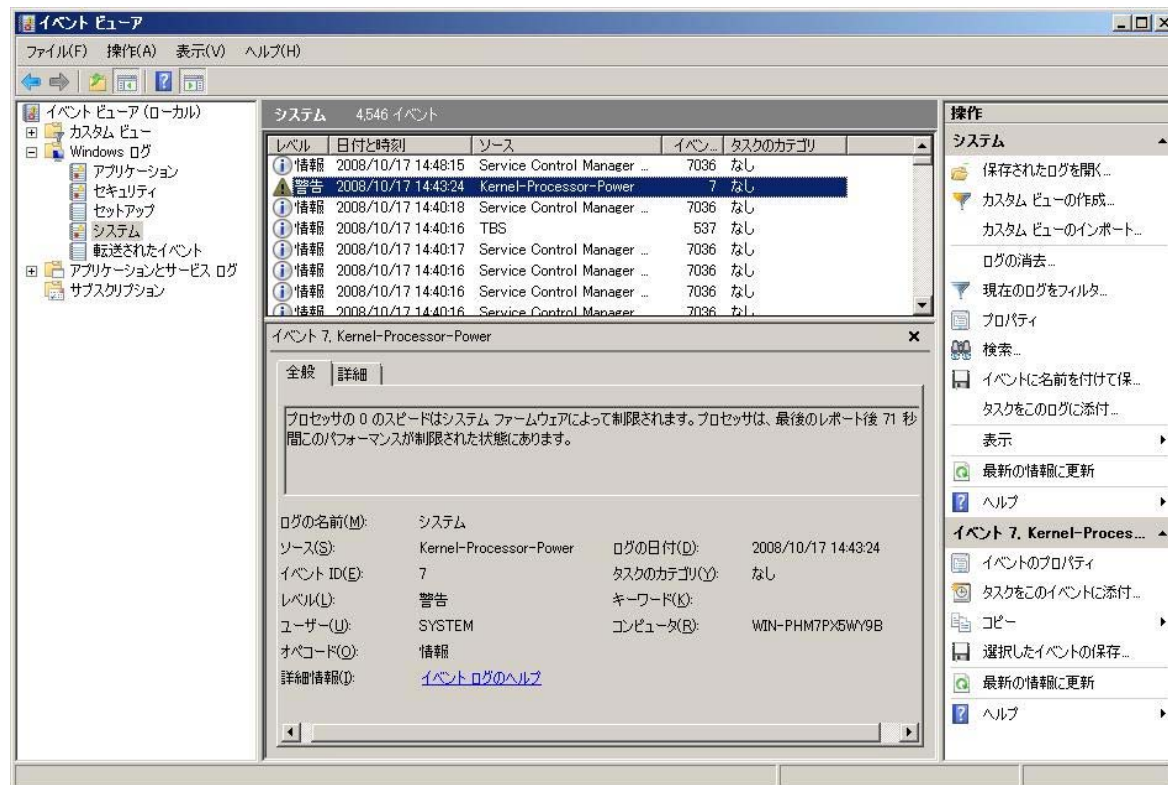 イベント ビューア
ファイル(F) 操作(A) 表示(V) ヘルプ(H)
イベント ビューア (ローカル)
カスタム ビュー
Windows ログ
アプリケーション
セキュリティ
セットアップ
システム
転送されたイベント
アプリケーションとサービス ログ
サブスクリプション
システム 4,546 イベント
レベル 日付と時刻 ソース イベン... タスクのカテゴリ
情報 2008/10/17 14:48:15 Service Control Manager ... 7036 なし
警告 2008/10/17 14:43:24 Kernel-Processor-Power 7 なし
情報 2008/10/17 14:40:18 Service Control Manager ... 7036 なし
情報 2008/10/17 14:40:16 TBS 537 なし
情報 2008/10/17 14:40:17 Service Control Manager ... 7036 なし
情報 2008/10/17 14:40:16 Service Control Manager ... 7036 なし
情報 2008/10/17 14:40:16 Service Control Manager ... 7036 なし
情報 2008/10/17 14:40:16 Service Control Manager 7036 なし
イベント 7, Kernel-Processor-Power
全般 詳細
プロセッサの 0 のスピードはシステム ファームウェアによって制限されます。プロセッサは、最後のレポート後 71 秒
間このパフォーマンスが制限された状態にあります。
ログの名前(M): システム
ソース(S): Kernel-Processor-Power ログの日付(D): 2008/10/17 14:43:24
イベント ID(E): 7 タスクのカテゴリ(Y): なし
レベル(L): 警告 キーワード(K):
ユーザー(U): SYSTEM コンピュータ(R): WIN-PHM7PX5WY9B
オペコード(O): 情報
詳細情報(I): イベント ログのヘルプ
操作
システム
保存されたログを開く...
カスタム ビューの作成...
カスタム ビューのインポート...
ログの消去...
現在のログをフィルタ...
プロパティ
検索...
イベントに名前を付けて保...
タスクをこのログに添付...
表示
最新の情報に更新
ヘルプ
イベント 7, Kernel-Proces...
イベントのプロパティ
タスクをこのイベントに添付...
コピー
選択したイベントの保存...
最新の情報に更新
ヘルプ